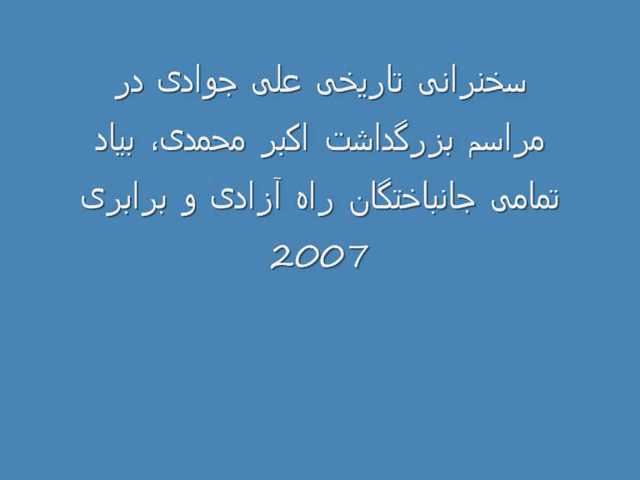 سخنرانی تاریخی علی جوادی در
مراسم بزرگداشت اکبر محمدی، بیاد
تمامی جانباختگان راه آزادی و برابری
2007